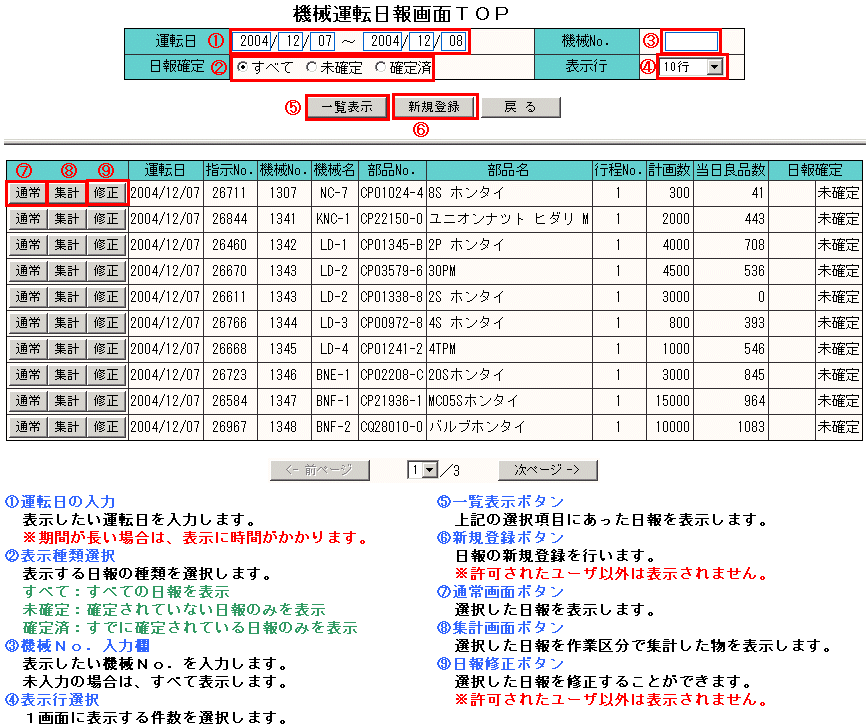 機械運転日報画面ＴＯＰ
運転日 ① 2004/12/07 ～ 2004/12/08 機械No. ③
日報確定 ② すべて 未確定 確定済 表示行 ④ 10行
⑤ 一覧表示 新規登録 戻 る
⑥
⑦ ⑧ ⑨ 運転日 指示No. 機械No. 機械名 部品No. 部品名 行程No. 計画数 当日良品数 日報確定
通常 集計 修正 2004/12/07 26711 1307 NC-7 CP01024-4 8S ホンタイ 1 300 41 未確定
通常 集計 修正 2004/12/07 26844 1341 KNC-1 CP22150-0 ユニオンナット ヒダリ M 1 2000 443 未確定
通常 集計 修正 2004/12/07 26460 1342 LD-1 CP01345-B 2P ホンタイ 1 4000 708 未確定
通常 集計 修正 2004/12/07 26670 1343 LD-2 CP03579-6 30PM 1 4500 536 未確定
通常 集計 修正 2004/12/07 26611 1343 LD-2 CP01338-8 2S ホンタイ 1 3000 0 未確定
通常 集計 修正 2004/12/07 26766 1344 LD-3 CP00972-8 4S ホンタイ 1 800 393 未確定
通常 集計 修正 2004/12/07 26668 1345 LD-4 CP01241-2 4TPM 1 1000 546 未確定
通常 集計 修正 2004/12/07 26723 1346 BNE-1 CP02208-C 20Sホンタイ 1 3000 845 未確定
通常 集計 修正 2004/12/07 26584 1347 BNF-1 CP21936-1 MC05Sホンタイ 1 15000 964 未確定
通常 集計 修正 2004/12/07 26967 1348 BNF-2 CQ28010-0 バルブホンタイ 1 10000 1083 未確定
<- 前ページ 1 /3 次ページ ->
①運転日の入力
表示したい運転日を入力します。
※期間が長い場合は、表示に時間がかかります。
②表示種類選択
表示する日報の種類を選択します。
すべて：すべての日報を表示
未確定：確定されていない日報のみを表示
確定済：すでに確定されている日報のみを表示
③機械Ｎｏ．入力欄
表示したい機械Ｎｏ．を入力します。
未入力の場合は、すべて表示します。
④表示行選択
１画面に表示する件数を選択します。
⑤一覧表示ボタン
上記の選択項目にあった日報を表示します。
⑥新規登録ボタン
日報の新規登録を行います。
※許可されたユーザ以外は表示されません。
⑦通常画面ボタン
選択した日報を表示します。
⑧集計画面ボタン
選択した日報を作業区分で集計した物を表示します。
⑨日報修正ボタン
選択した日報を修正することができます。
※許可されたユーザ以外は表示されません。